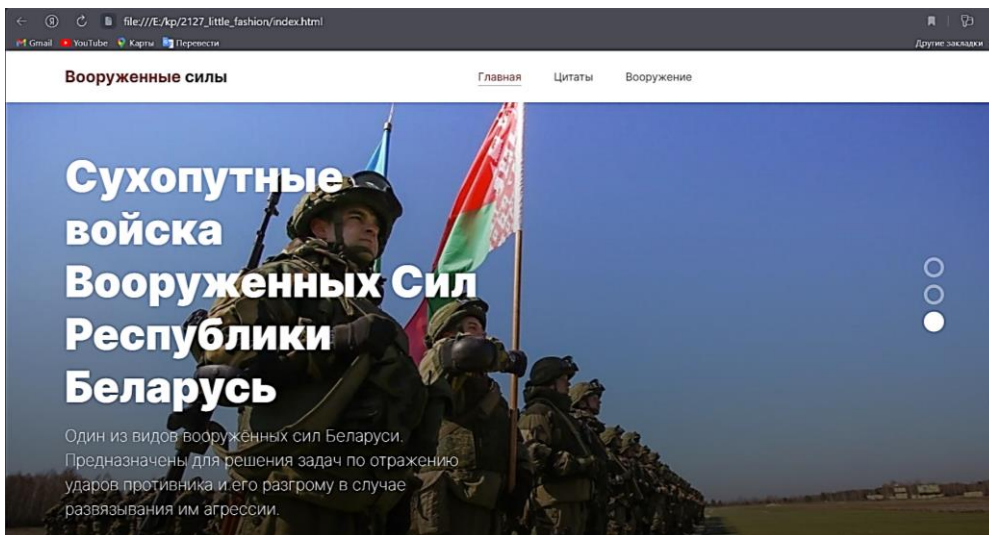 file:///E:/kp/2127_little_fashion/index.html
Gmail YouTube Карты Перевести Другие закладки
Вооруженные силы Главная Цитаты Вооружение
Сухопутные
войска
Вооруженных Сил
Республики
Беларусь
Один из видов вооружённых сил Беларуси.
Предназначены для решения задач по отражению
ударов противника и его разгрому в случае
развязывания им агрессии.